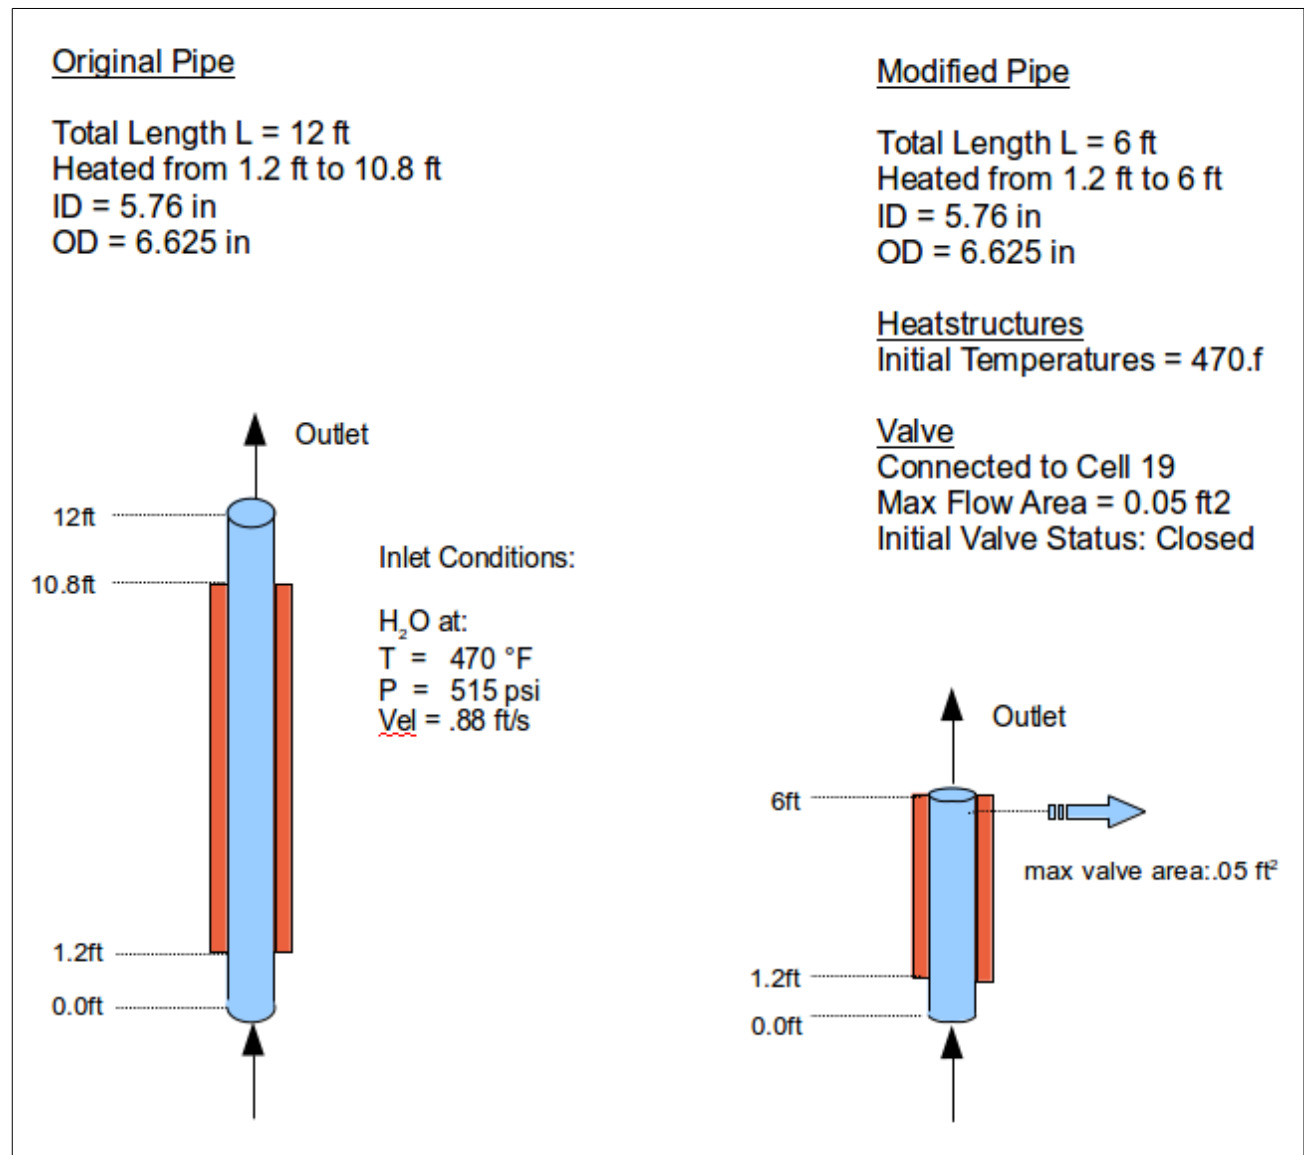 Original Pipe
Total Length L = 12 ft
Heated from 1.2 ft to 10.8 ft
ID = 5.76 in
OD = 6.625 in
Outlet
12ft
10.8ft
1.2ft
0.0ft
Inlet Conditions:
H₂O at:
T = 470 °F
P = 515 psi
Vel = .88 ft/s
Modified Pipe
Total Length L = 6 ft
Heated from 1.2 ft to 6 ft
ID = 5.76 in
OD = 6.625 in
Heatstructures
Initial Temperatures = 470.f
Valve
Connected to Cell 19
Max Flow Area = 0.05 ft2
Initial Valve Status: Closed
Outlet
6ft
max valve area:.05 ft²
1.2ft
0.0ft